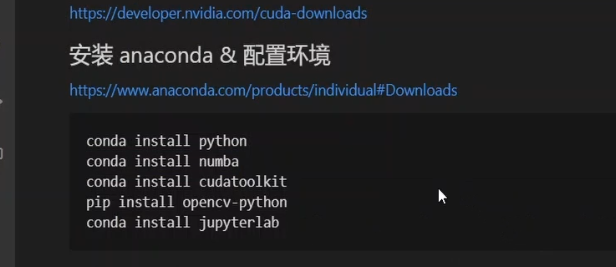 https://developer.nvidia.com/cuda-downloads
安装 anaconda & 配置环境
https://www.anaconda.com/products/individual#Downloads
conda install python
conda install numba
conda install cudatoolkit
pip install opencv-python
conda install jupyterlab